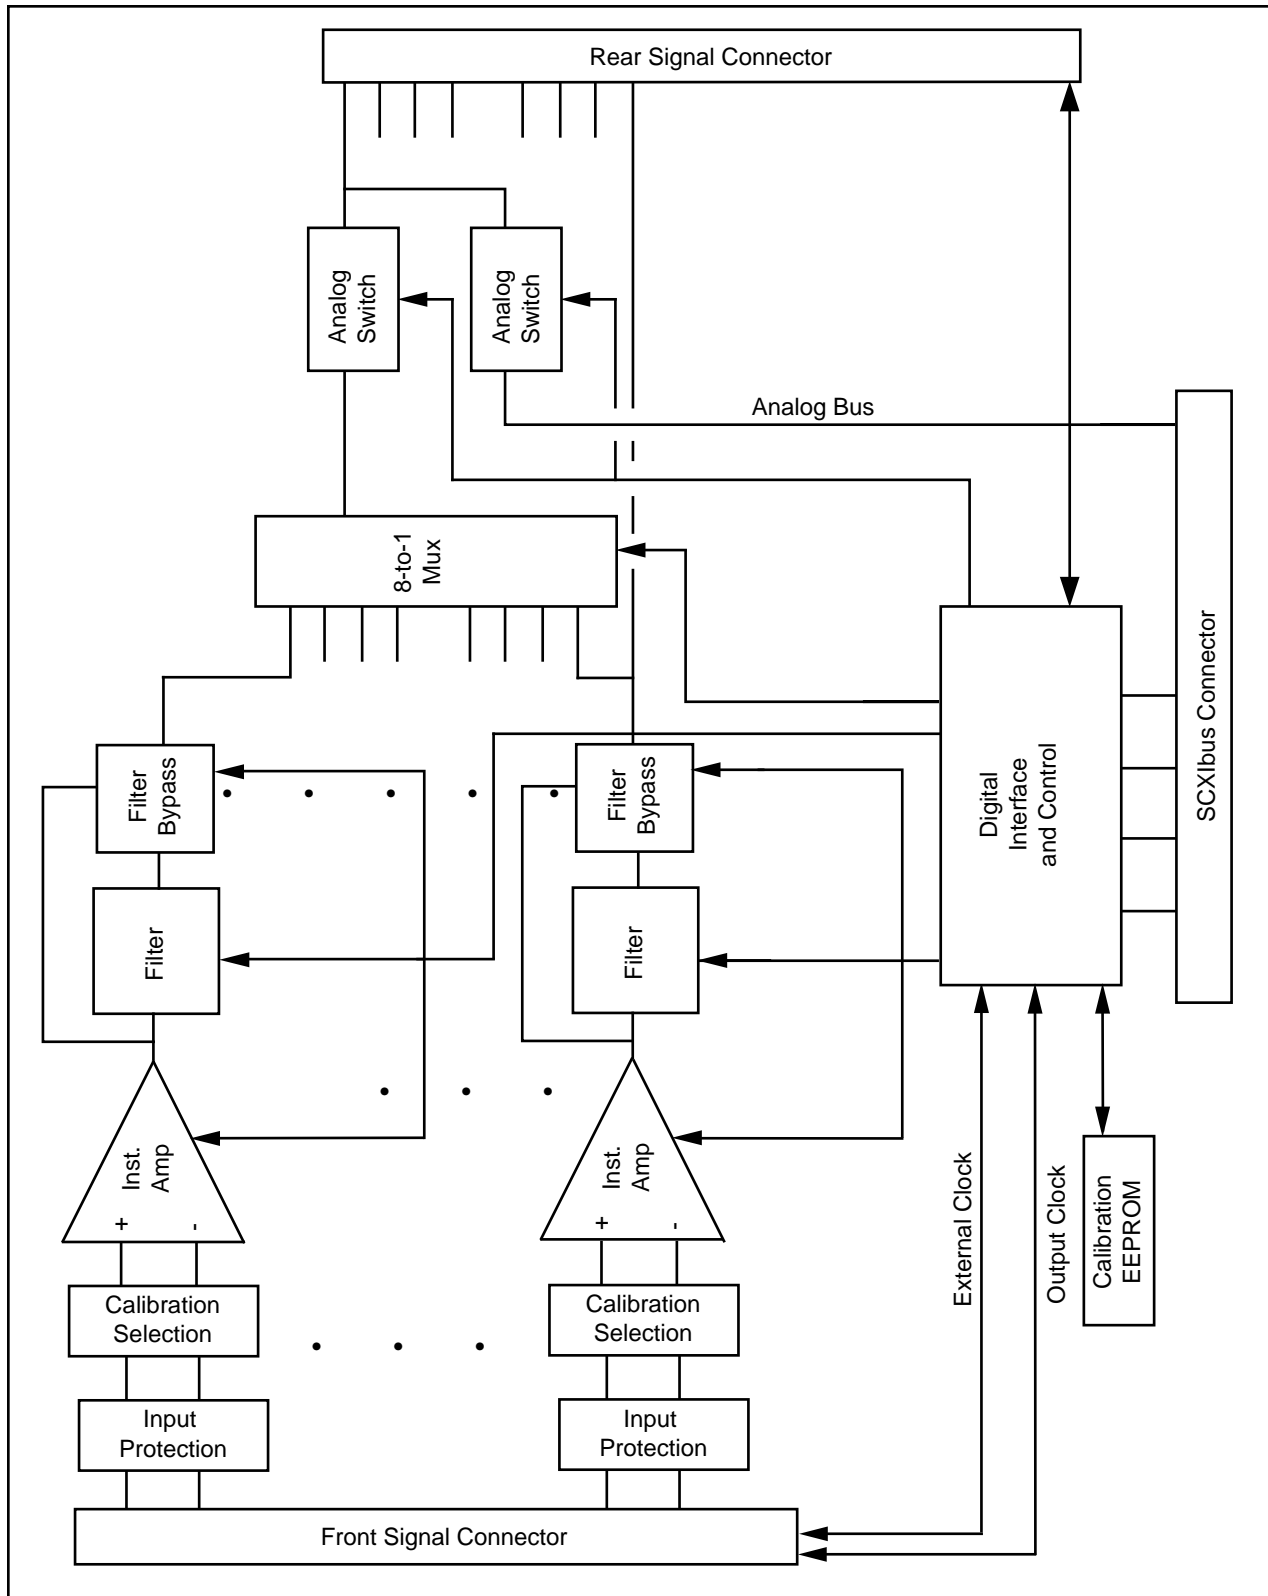 Rear Signal Connector
Analog
Switch
Analog
Switch
Analog Bus
8-to-1
Mux
SCXIbus Connector
Digital
Interface
and Control
Filter
Bypass
Filter
Bypass
Filter
Filter
Inst.
Amp
+
-
Inst.
Amp
+
-
External Clock
Output Clock
Calibration
EEPROM
Calibration
Selection
Calibration
Selection
Input
Protection
Input
Protection
Front Signal Connector